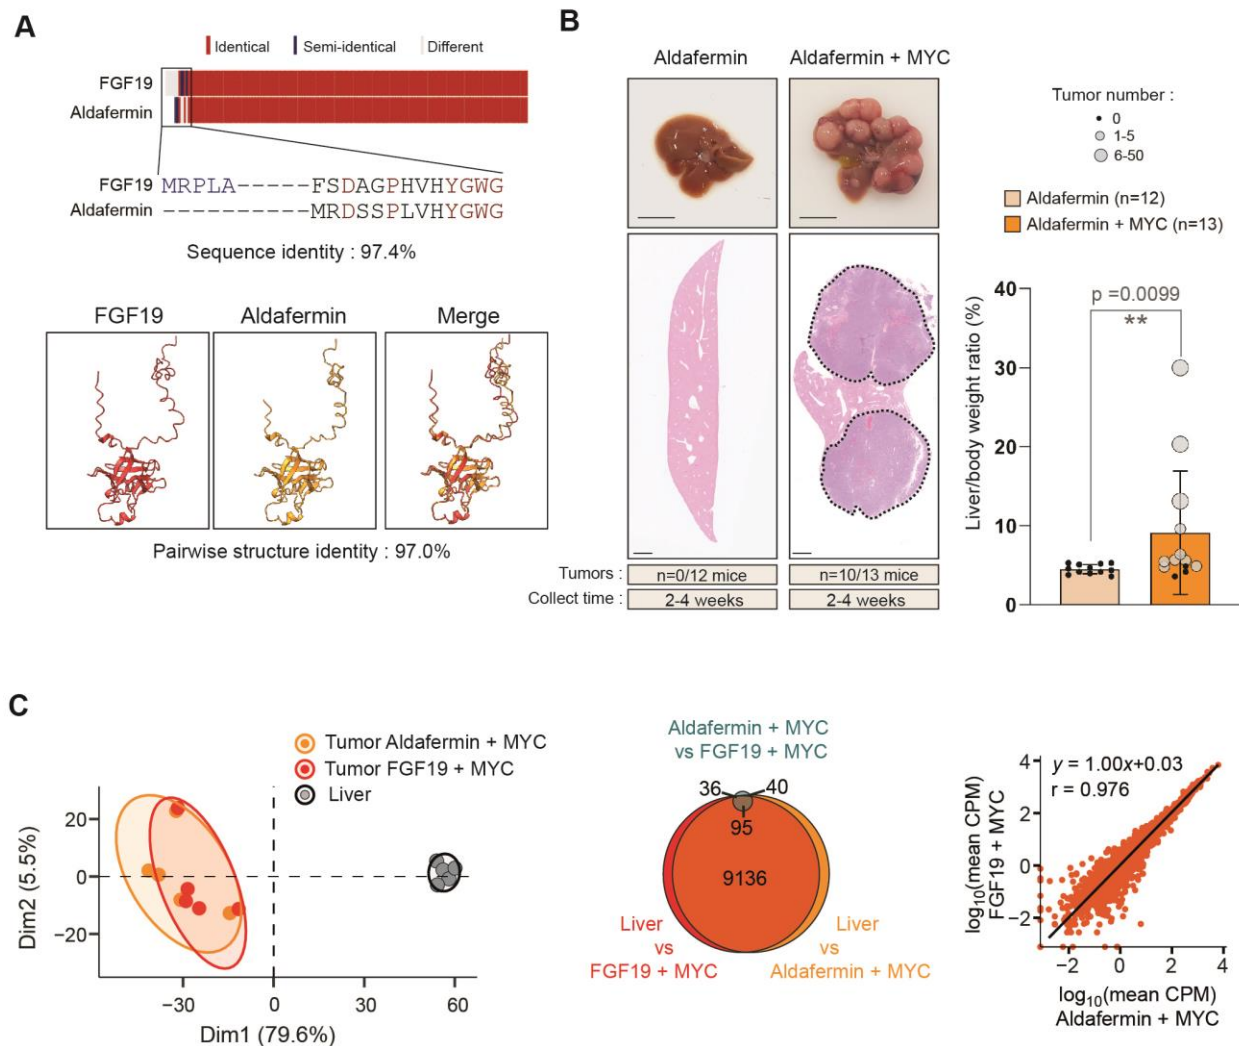 A
Identical
Semi-identical
Different
FGF19
Aldafermin
FGF19 MRPLA-----FSDAGPHVHYGWG
Aldafermin ----------MRDSSPLVHYGWG
Sequence identity : 97.4%
FGF19
Aldafermin
Merge
Pairwise structure identity : 97.0%
B
Aldafermin
Aldafermin + MYC
Tumors :
n=0/12 mice
n=10/13 mice
Collect time :
2-4 weeks
2-4 weeks
Tumor number :
0
1-5
6-50
Aldafermin (n=12)
Aldafermin + MYC (n=13)
Liver/body weight ratio (%)
40
30
20
10
0
p =0.0099
**
C
Tumor Aldafermin + MYC
Tumor FGF19 + MYC
Liver
Dim2 (5.5%)
20
0
−20
−30
0
30
60
Dim1 (79.6%)
Aldafermin + MYC
vs FGF19 + MYC
36
40
95
9136
Liver
vs
FGF19 + MYC
Liver
vs
Aldafermin + MYC
log10(mean CPM)
FGF19 + MYC
4
2
0
−2
y = 1.00x+0.03
r = 0.976
−2
0
2
4
log10(mean CPM)
Aldafermin + MYC